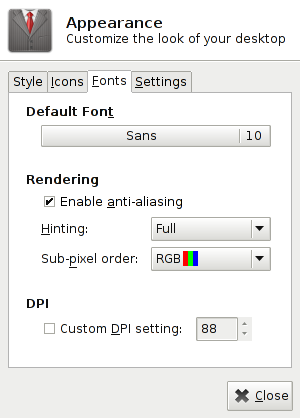 Appearance
Customize the look of your desktop
Style Icons Fonts Settings
Default Font
Sans 10
Rendering
Enable anti-aliasing
Hinting: Full
Sub-pixel order: RGB
DPI
Custom DPI setting: 88
Close